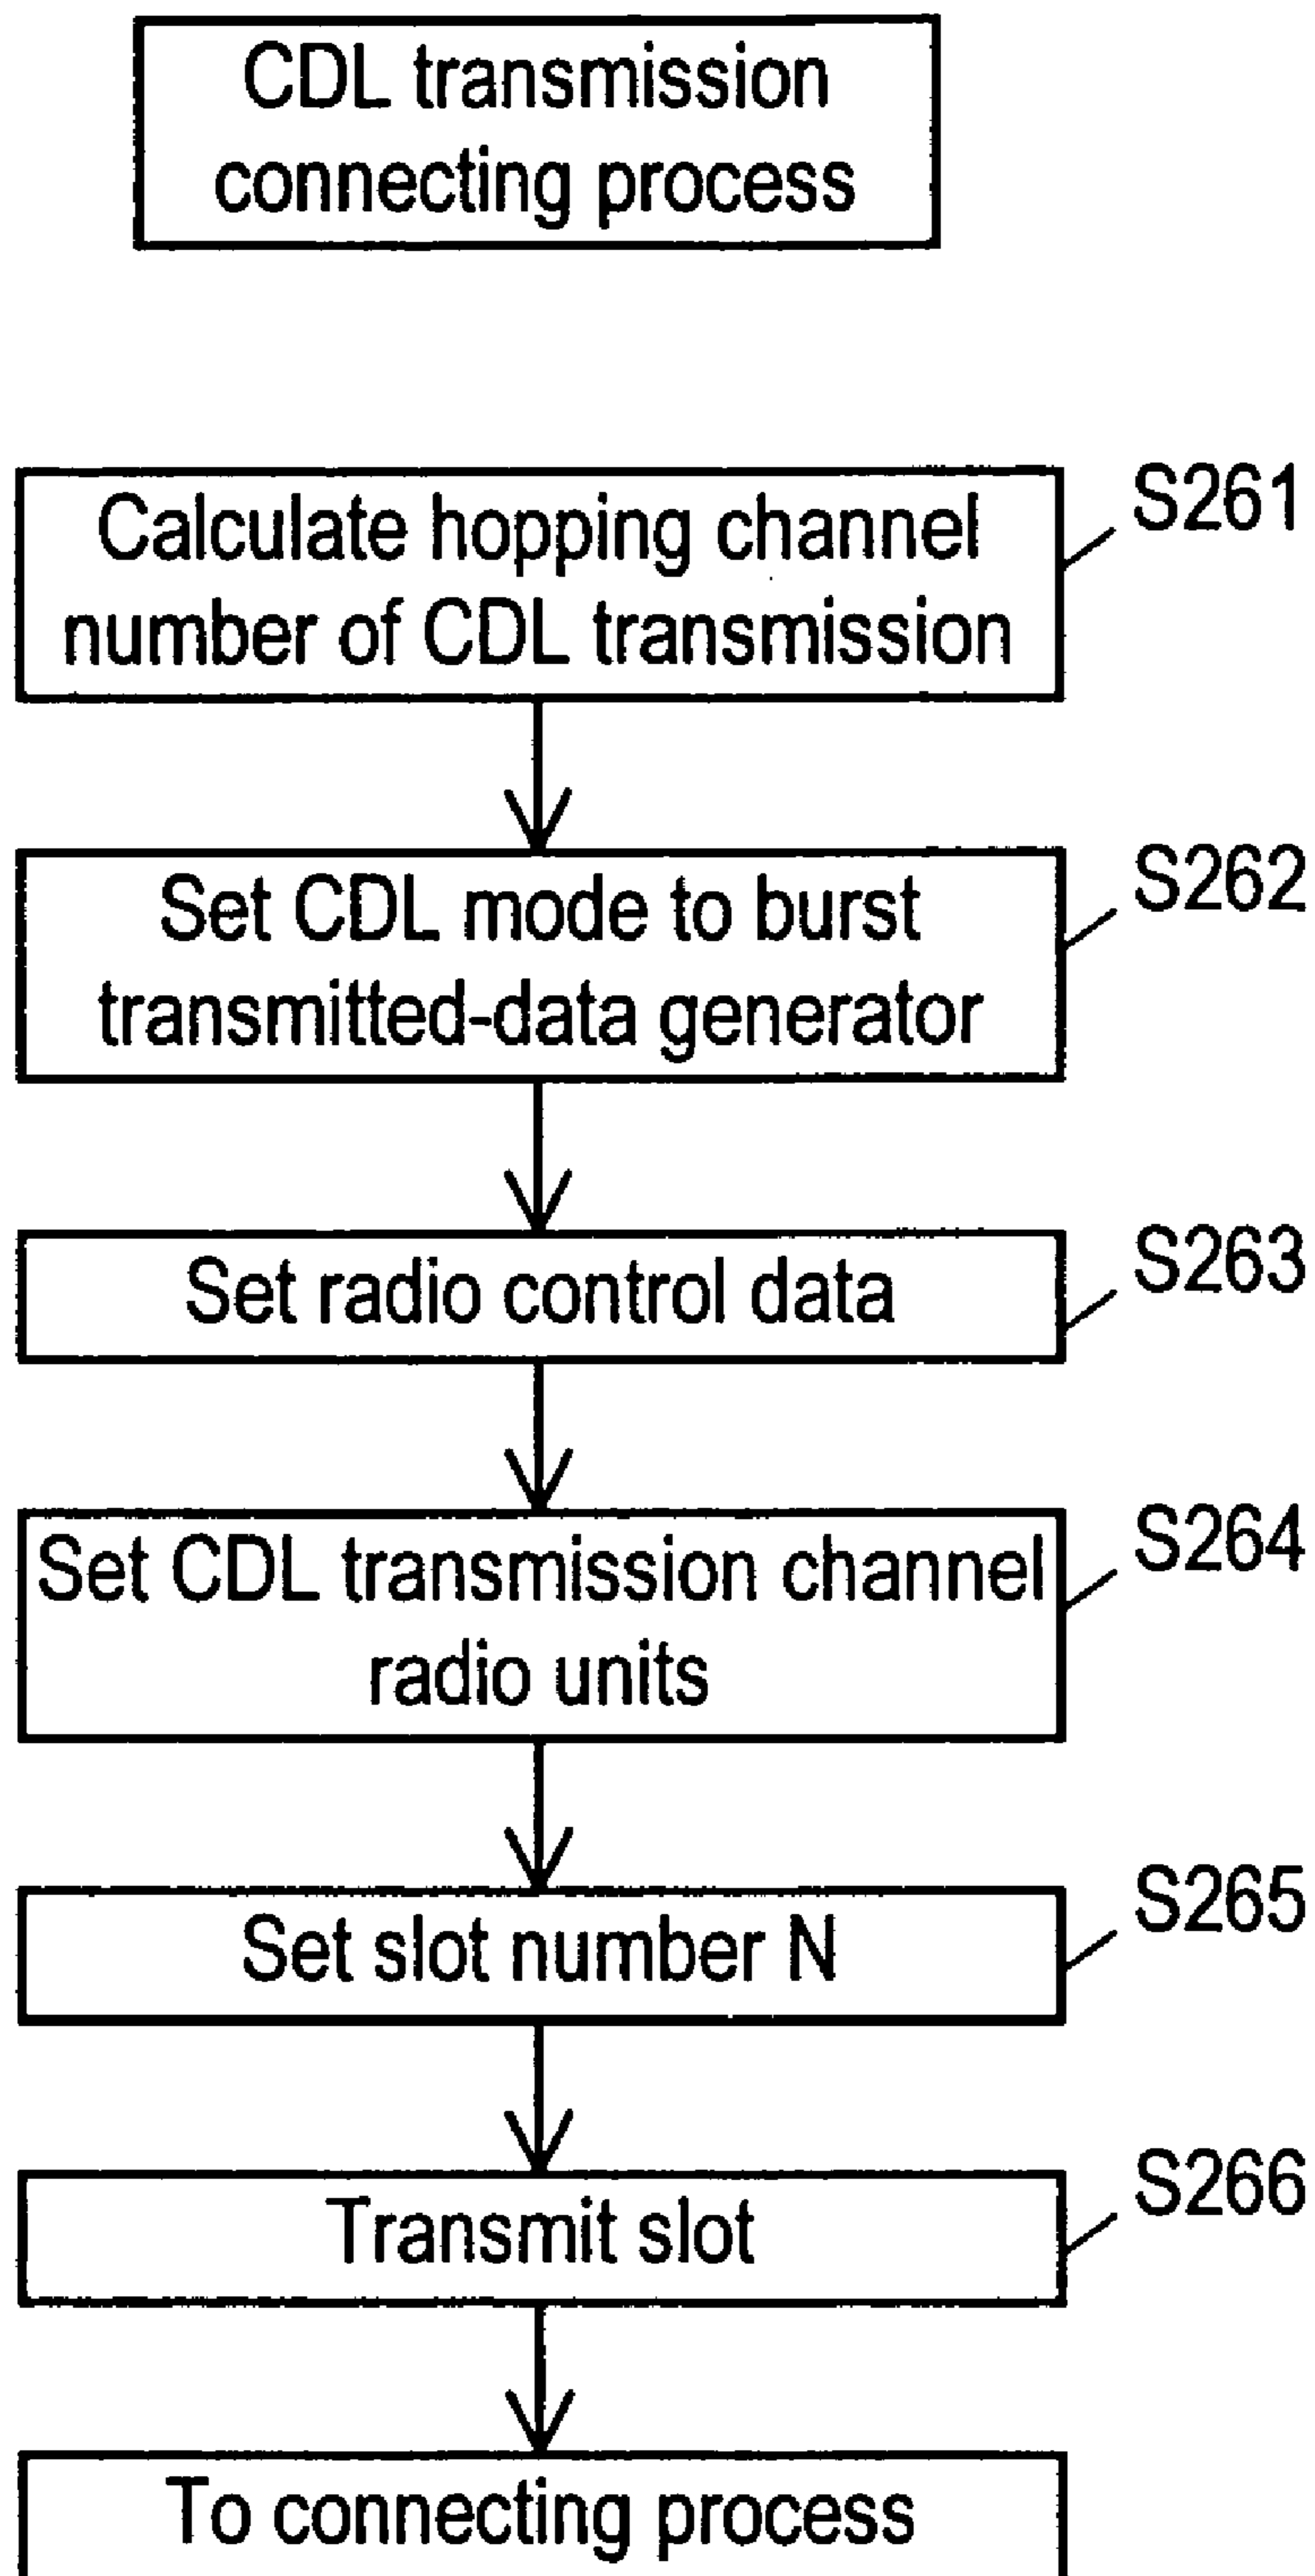 CDL transmission
connecting process
Calculate hopping channel
number of CDL transmission
S261
Set CDL mode to burst
transmitted-data generator
S262
Set radio control data
S263
Set CDL transmission channel
radio units
S264
Set slot number N
S265
Transmit slot
S266
To connecting process